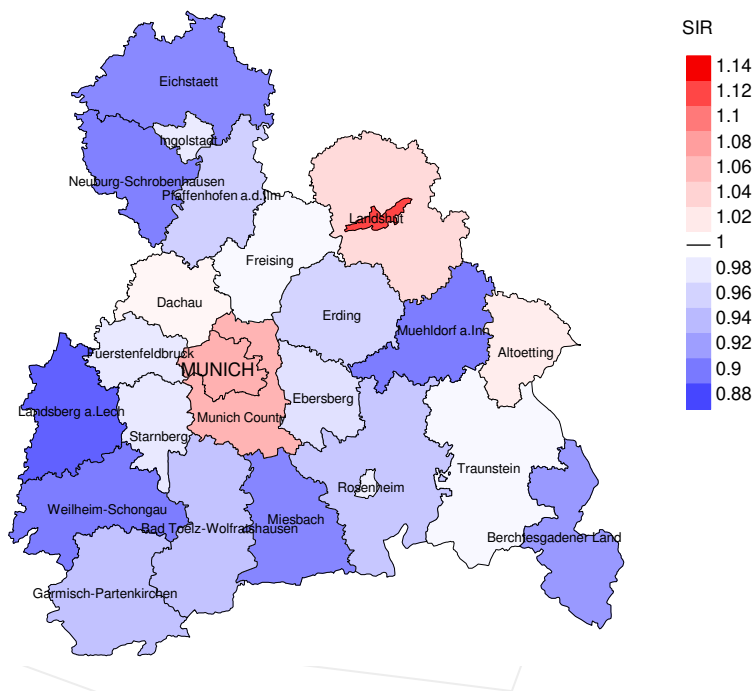 SIR
1.14
1.12
1.1
1.08
1.06
1.04
1.02
1
0.98
0.96
0.94
0.92
0.9
0.88
Eichstaett
Ingolstadt
Neuburg-Schrobenhausen
Pfaffenhofen a.d.Ilm
Landshut
Freising
Dachau
Erding
Muehldorf a.Inn
Fuerstenfeldbruck
Altoetting
MUNICH
Ebersberg
Landsberg a.Lech
Munich County
Starnberg
Traunstein
Rosenheim
Weilheim-Schongau
Miesbach
Bad Toelz-Wolfratshausen
Berchtesgadener Land
Garmisch-Partenkirchen